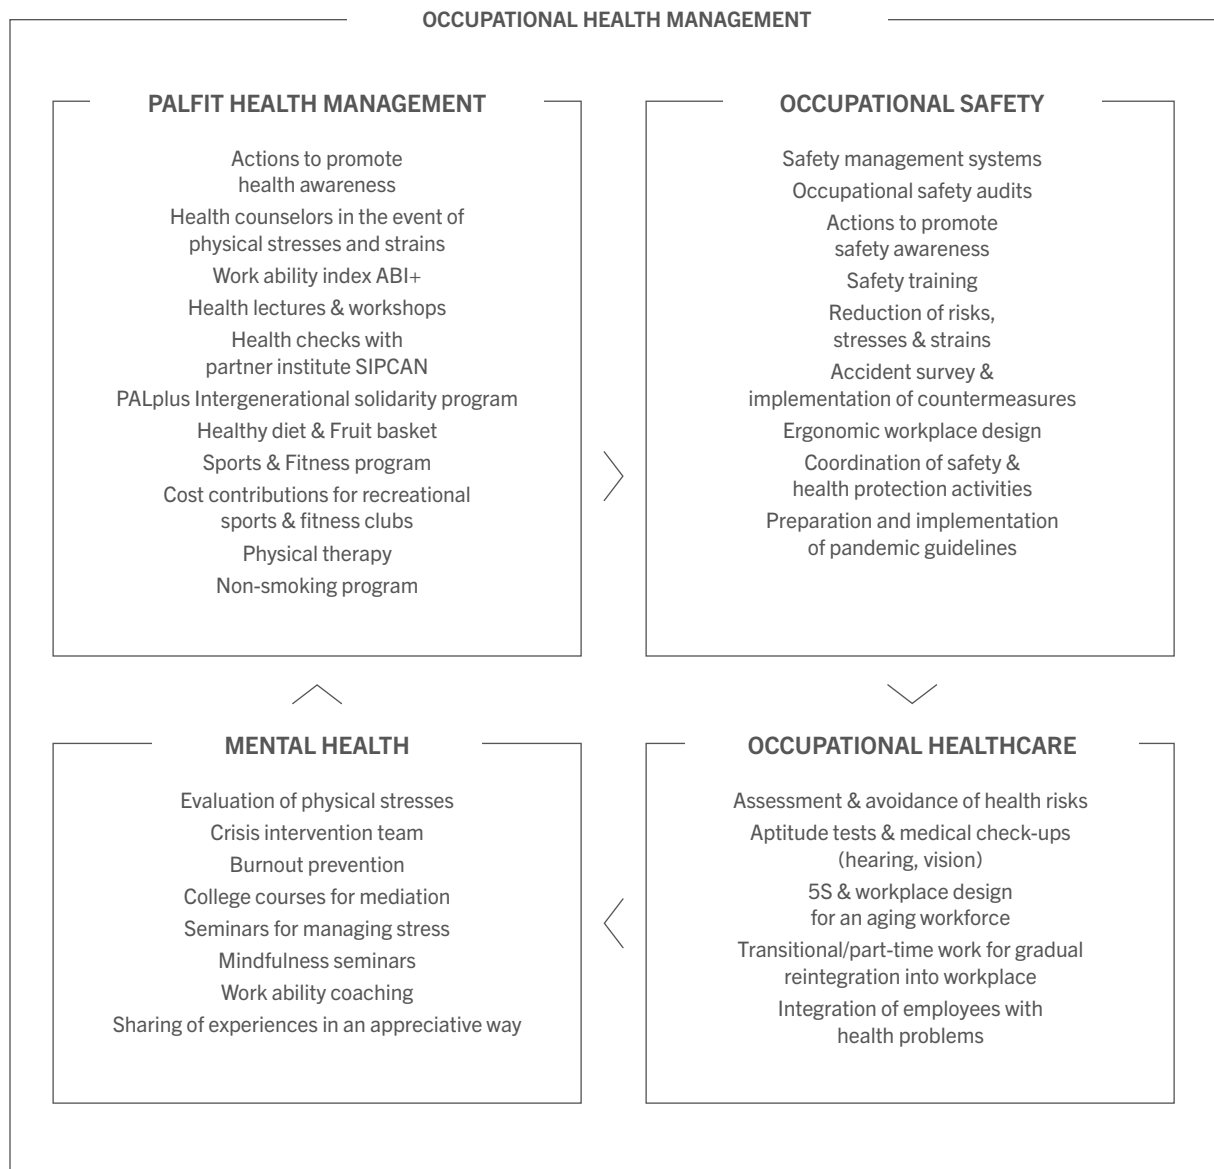 OCCUPATIONAL HEALTH MANAGEMENT
PALFIT HEALTH MANAGEMENT
Actions to promote
health awareness
Health counselors in the event of
physical stresses and strains
Work ability index ABI+
Health lectures & workshops
Health checks with
partner institute SIPCAN
PALplus Intergenerational solidarity program
Healthy diet & Fruit basket
Sports & Fitness program
Cost contributions for recreational
sports & fitness clubs
Physical therapy
Non-smoking program
OCCUPATIONAL SAFETY
Safety management systems
Occupational safety audits
Actions to promote
safety awareness
Safety training
Reduction of risks,
stresses & strains
Accident survey &
implementation of countermeasures
Ergonomic workplace design
Coordination of safety &
health protection activities
Preparation and implementation
of pandemic guidelines
MENTAL HEALTH
Evaluation of physical stresses
Crisis intervention team
Burnout prevention
College courses for mediation
Seminars for managing stress
Mindfulness seminars
Work ability coaching
Sharing of experiences in an appreciative way
OCCUPATIONAL HEALTHCARE
Assessment & avoidance of health risks
Aptitude tests & medical check-ups
(hearing, vision)
5S & workplace design
for an aging workforce
Transitional/part-time work for gradual
reintegration into workplace
Integration of employees with
health problems